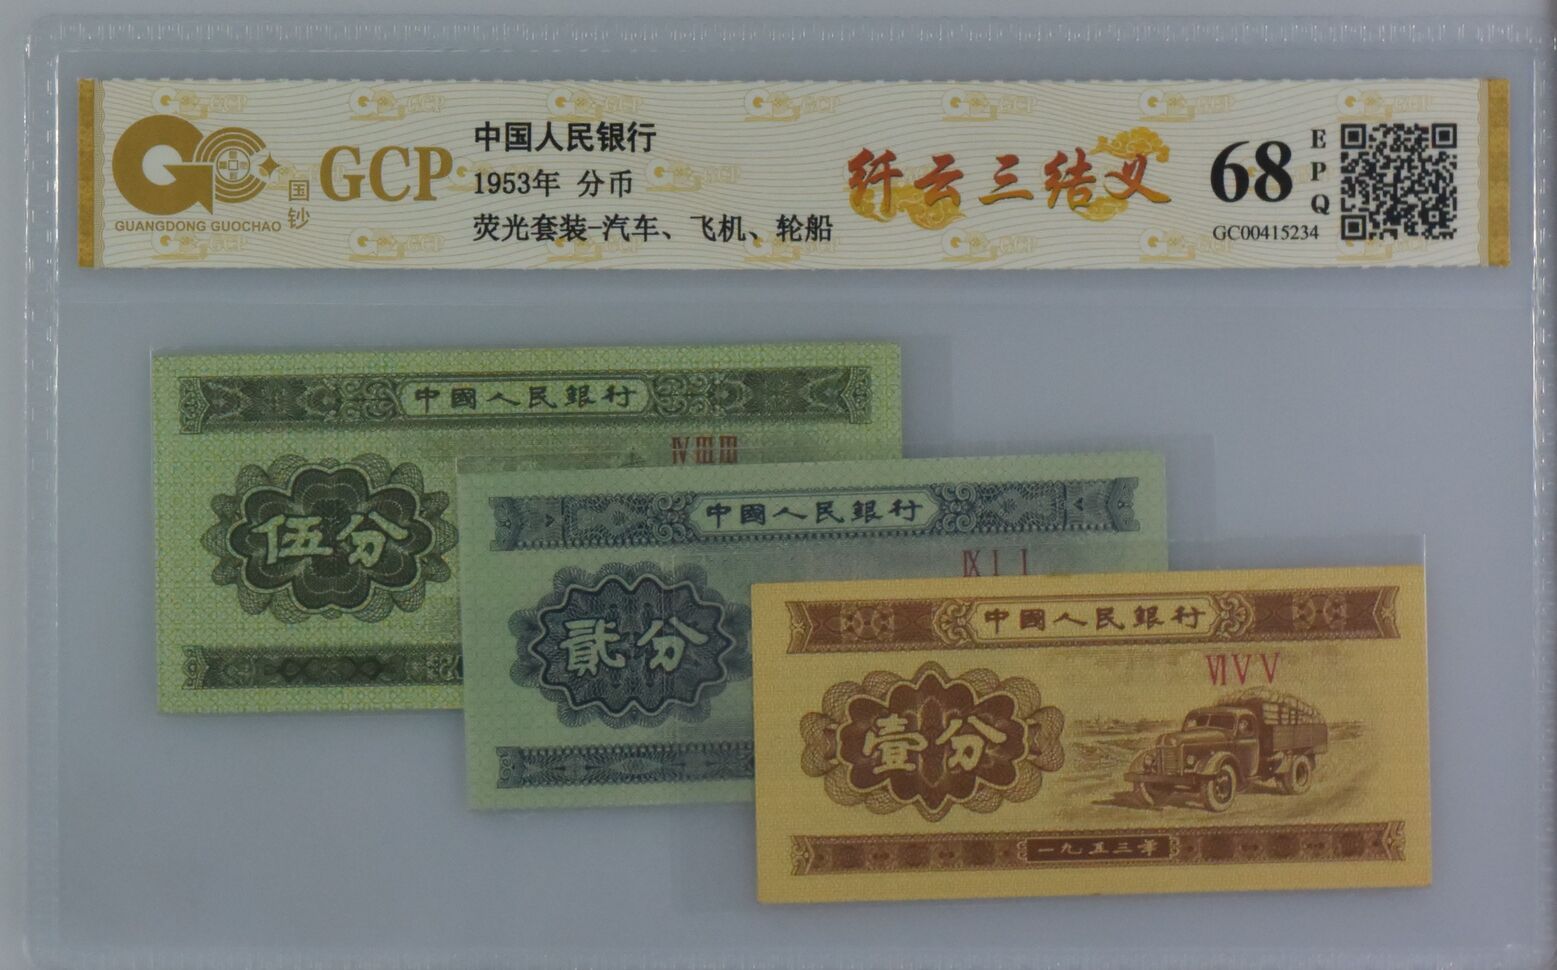 GCP
国钞
GUANGDONG GUOCHAO
中国人民银行
1953年 分币
荧光套装-汽车、飞机、轮船
纤云三结义
68
EPQ
GC00415234
中國人民銀行
ⅣⅢⅢ
伍分
中國人民銀行
ⅨⅠⅠ
貳分
中國人民銀行
ⅥⅤⅤ
壹分
一九五三年